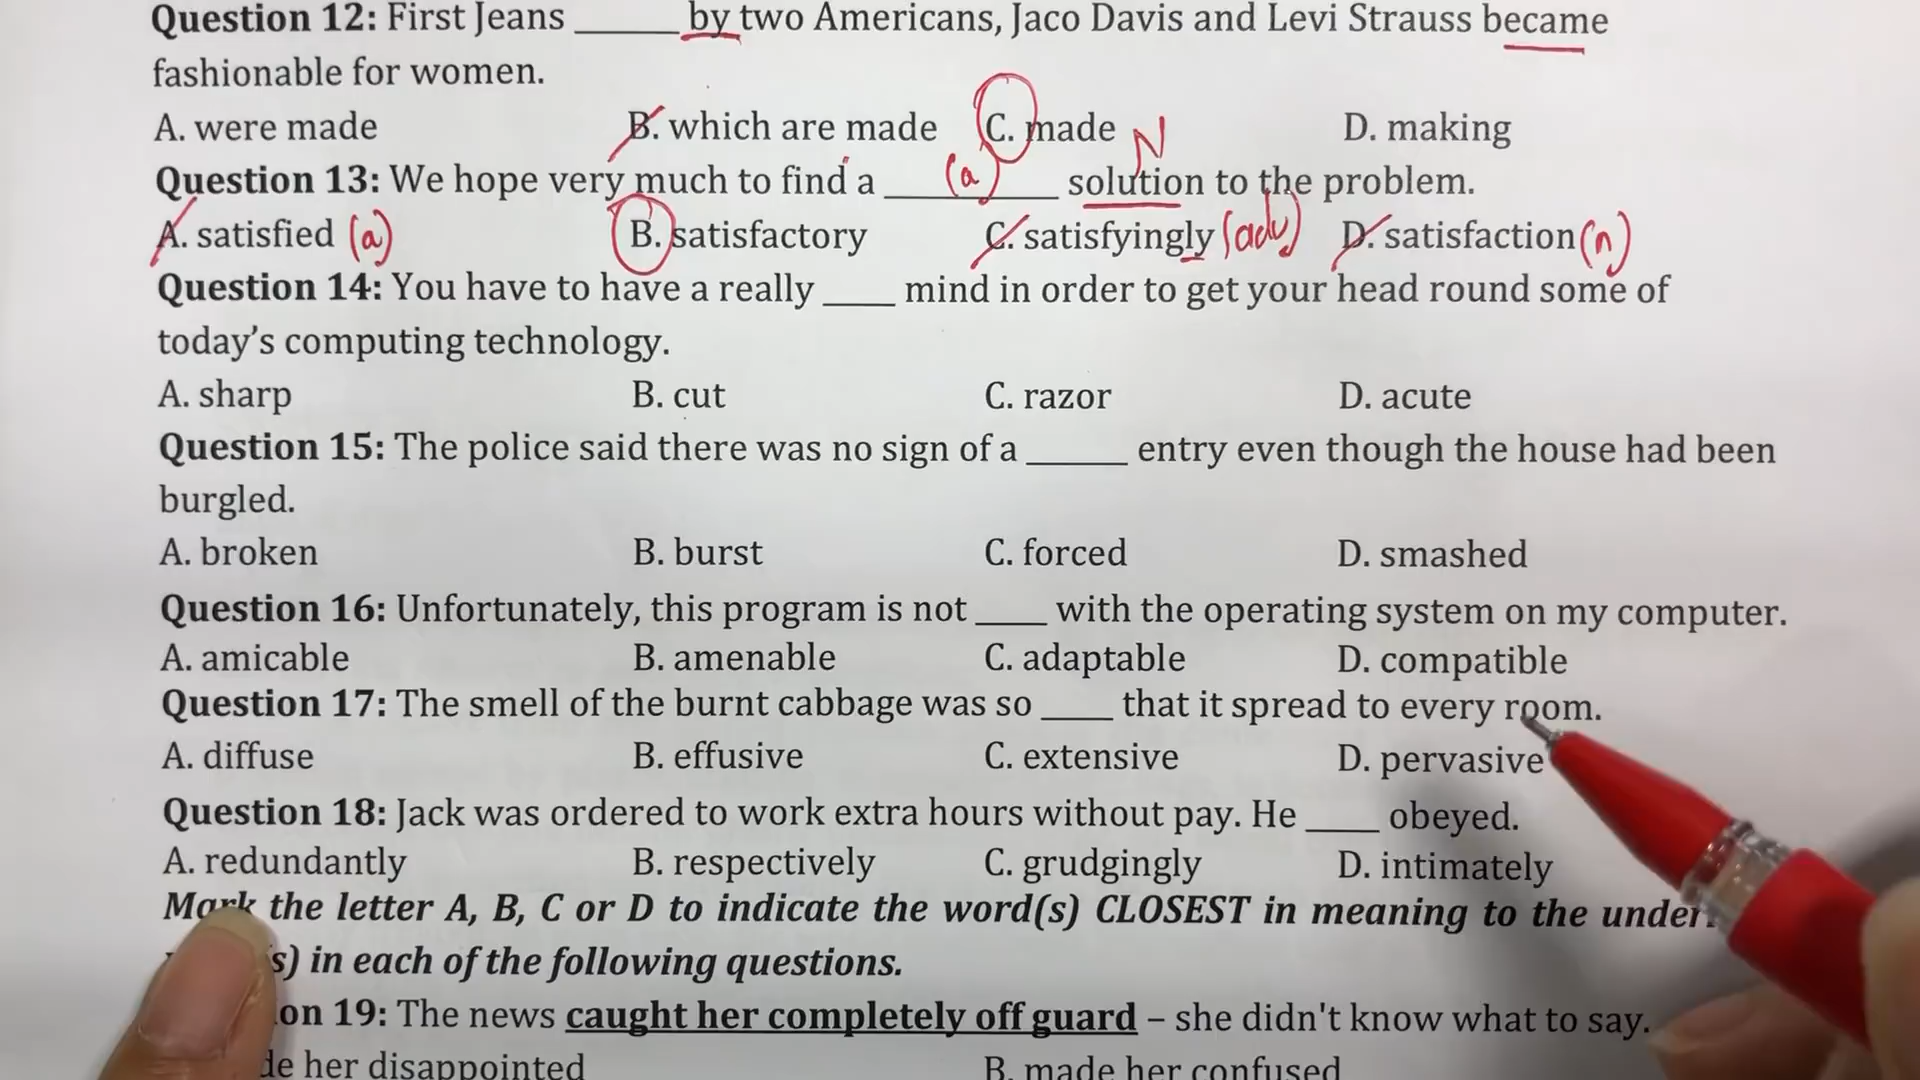 Question 12: First Jeans ______ by two Americans, Jaco Davis and Levi Strauss became
fashionable for women.
A. were made B. which are made C. made D. making
N
Question 13: We hope very much to find a ______ (a) solution to the problem.
A. satisfied (a) B. satisfactory C. satisfyingly (adv) D. satisfaction (n)
Question 14: You have to have a really ____ mind in order to get your head round some of
today's computing technology.
A. sharp B. cut C. razor D. acute
Question 15: The police said there was no sign of a ______ entry even though the house had been
burgled.
A. broken B. burst C. forced D. smashed
Question 16: Unfortunately, this program is not ____ with the operating system on my computer.
A. amicable B. amenable C. adaptable D. compatible
Question 17: The smell of the burnt cabbage was so ____ that it spread to every room.
A. diffuse B. effusive C. extensive D. pervasive
Question 18: Jack was ordered to work extra hours without pay. He ____ obeyed.
A. redundantly B. respectively C. grudgingly D. intimately
Mark the letter A, B, C or D to indicate the word(s) CLOSEST in meaning to the
in each of the following questions.
19: The news caught her completely off guard – she didn't know what to say.
her disappointed B. made her confused